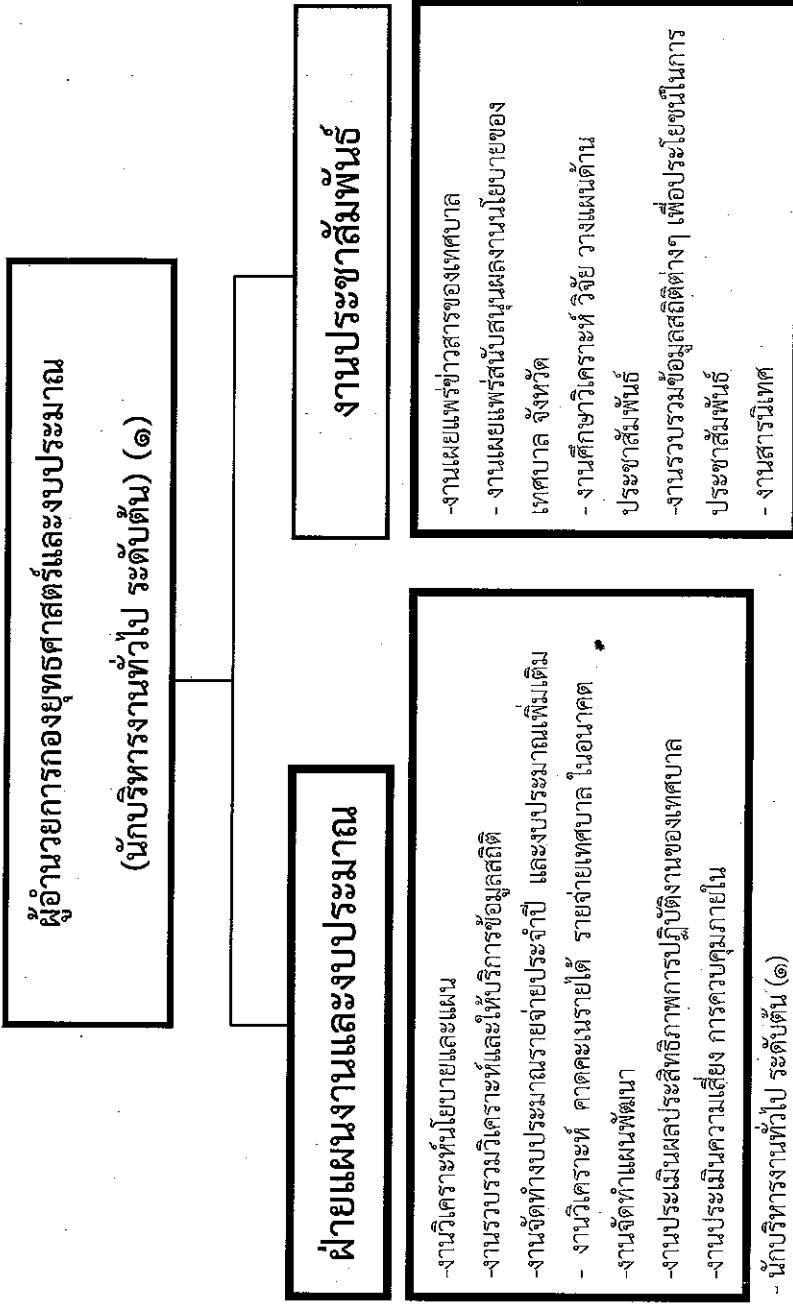 ผู้อำนวยการกองยุทธศาสตร์และงบประมาณ
(นักบริหารงานทั่วไป ระดับต้น) (๑)
ฝ่ายแผนงานและงบประมาณ
-งานวิเคราะห์นโยบายและแผน
-งานรวบรวมวิเคราะห์และให้บริการข้อมูลสถิติ
-งานจัดทำงบประมาณรายจ่ายประจำปี และงบประมาณเพิ่มเติม
- งานวิเคราะห์ คาดคะเนรายได้ รายจ่ายเทศบาล ในอนาคต
-งานจัดทำแผนพัฒนา
-งานประเมินผลประสิทธิภาพการปฏิบัติงานของเทศบาล
-งานประเมินความเสี่ยง การควบคุมภายใน
- นักบริหารงานทั่วไป ระดับต้น (๑)
งานประชาสัมพันธ์
-งานเผยแพร่ข่าวสารของเทศบาล
- งานเผยแพร่สนับสนุนผลงานนโยบายของ
เทศบาล จังหวัด
- งานศึกษาวิเคราะห์ วิจัย วางแผนด้าน
ประชาสัมพันธ์
-งานรวบรวมข้อมูลสถิติต่างๆ เพื่อประโยชน์ในการ
ประชาสัมพันธ์
- งานสารนิเทศ